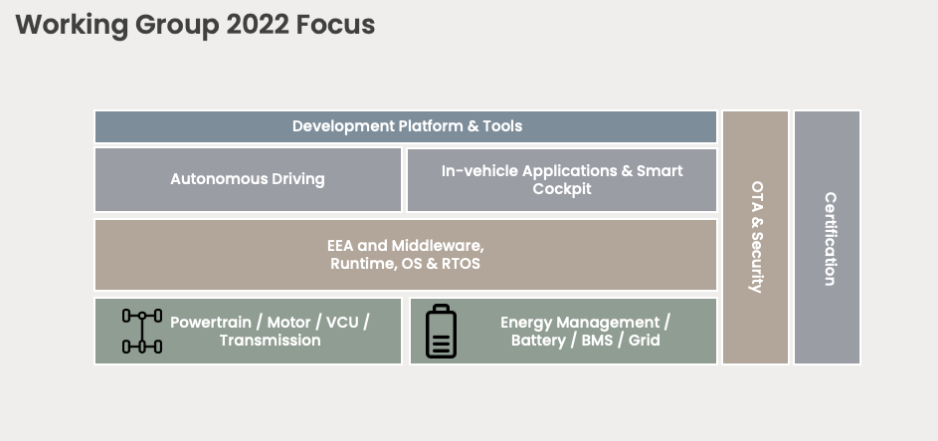 Working Group 2022 Focus
Development Platform & Tools
Autonomous Driving
In-vehicle Applications & Smart
Cockpit
EEA and Middleware,
Runtime, OS & RTOS
Powertrain / Motor / VCU /
Transmission
Energy Management /
Battery / BMS / Grid
OTA & Security
Certification